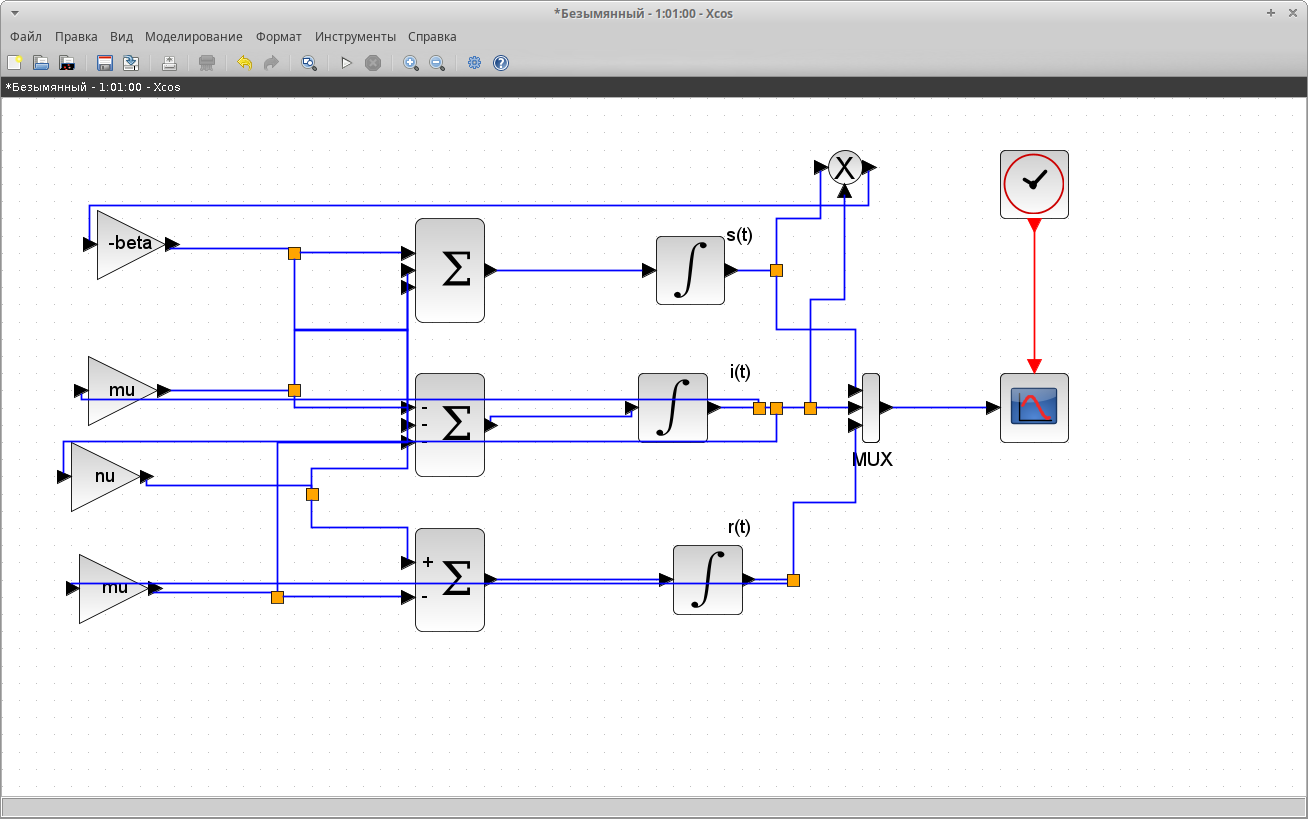 *Безымянный - 1:01:00 - Xcos
Файл Правка Вид Моделирование Формат Инструменты Справка
*Безымянный - 1:01:00 - Xcos
X
-beta
Σ
∫
s(t)
mu
Σ
- 
-
-
∫
i(t)
MUX
nu
r(t)
+
-
Σ
∫
mu